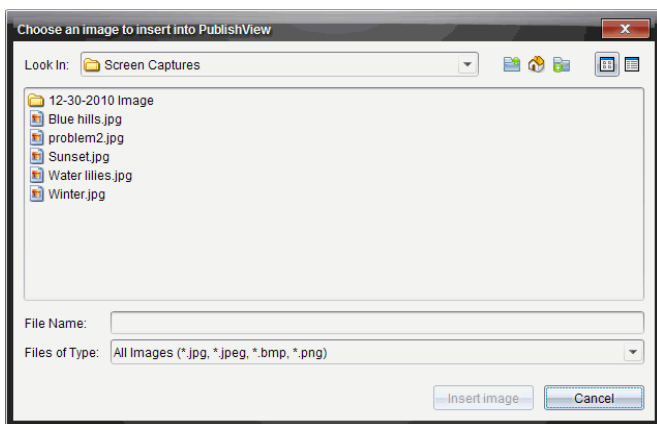 Choose an image to insert into PublishView
Look In: Screen Captures
12-30-2010 Image
Blue hills.jpg
problem2.jpg
Sunset.jpg
Water lilies.jpg
Winter.jpg
File Name:
Files of Type: All Images (*.jpg, *.jpeg, *.bmp, *.png)
Insert image Cancel